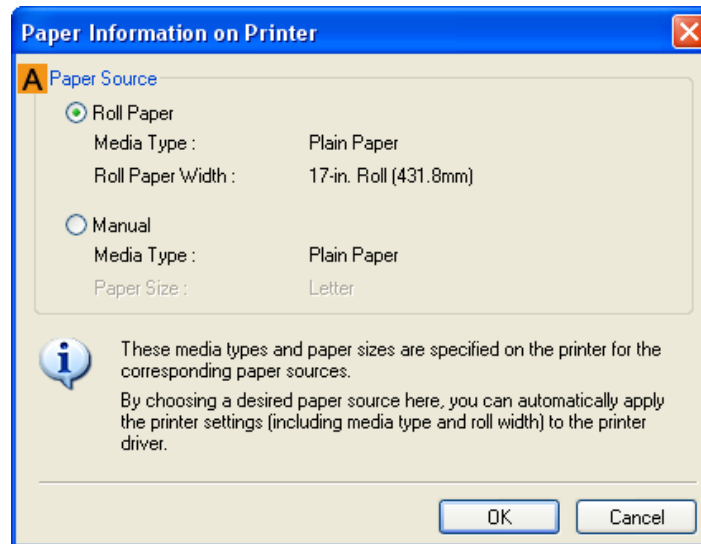 Paper Information on Printer
A Paper Source
Roll Paper
Media Type : Plain Paper
Roll Paper Width : 17-in. Roll (431.8mm)
Manual
Media Type : Plain Paper
Paper Size : Letter
These media types and paper sizes are specified on the printer for the
corresponding paper sources.
By choosing a desired paper source here, you can automatically apply
the printer settings (including media type and roll width) to the printer
driver.
OK Cancel